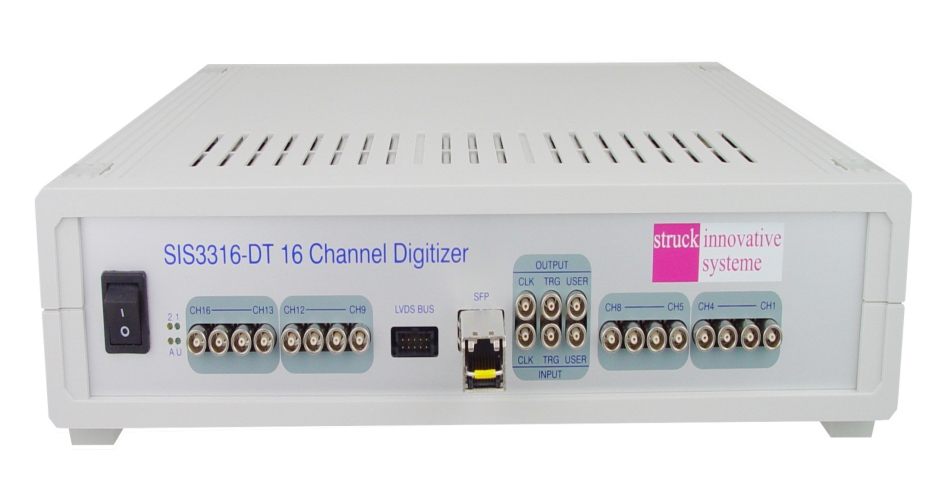 SIS3316-DT 16 Channel Digitizer
struck innovative
systeme
OUTPUT
CLK TRG USER
SFP
CH16 CH13
CH12 CH9
LVDS BUS
CH8 CH5
CH4 CH1
2 1
A U
I
O
CLK TRG USER
INPUT